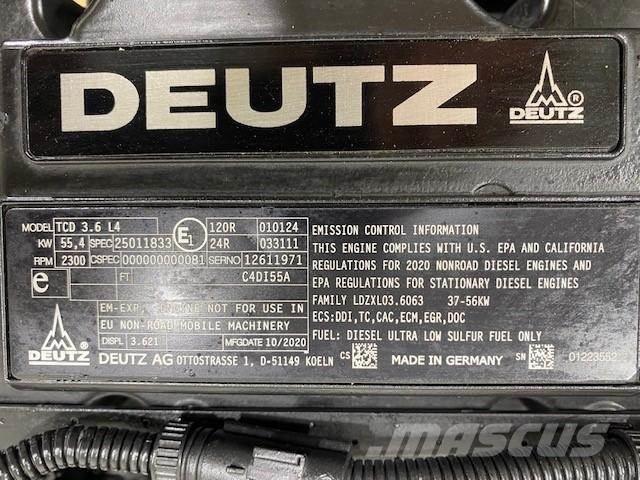 DEUTZ
DEUTZ ®
MODEL TCD 3.6 L4 E1 120R 010124
KW 55,4 SPEC 25011833 24R 033111
RPM 2300 CSPEC 000000000081 SERNO 12611971
e FT C4DI55A
EM-EXP. ENGINE NOT FOR USE IN
EU NON-ROAD MOBILE MACHINERY
DISPL 3.621 MFGDATE 10/2020
DEUTZ
DEUTZ AG OTTOSTRASSE 1, D-51149 KOELN
EMISSION CONTROL INFORMATION
THIS ENGINE COMPLIES WITH U.S. EPA AND CALIFORNIA
REGULATIONS FOR 2020 NONROAD DIESEL ENGINES AND
EPA REGULATIONS FOR STATIONARY DIESEL ENGINES
FAMILY LDZXL03.6063 37-56KW
ECS:DDI,TC,CAC,ECM,EGR,DOC
FUEL: DIESEL ULTRA LOW SULFUR FUEL ONLY
CS MADE IN GERMANY SN 01223552
MASCUS